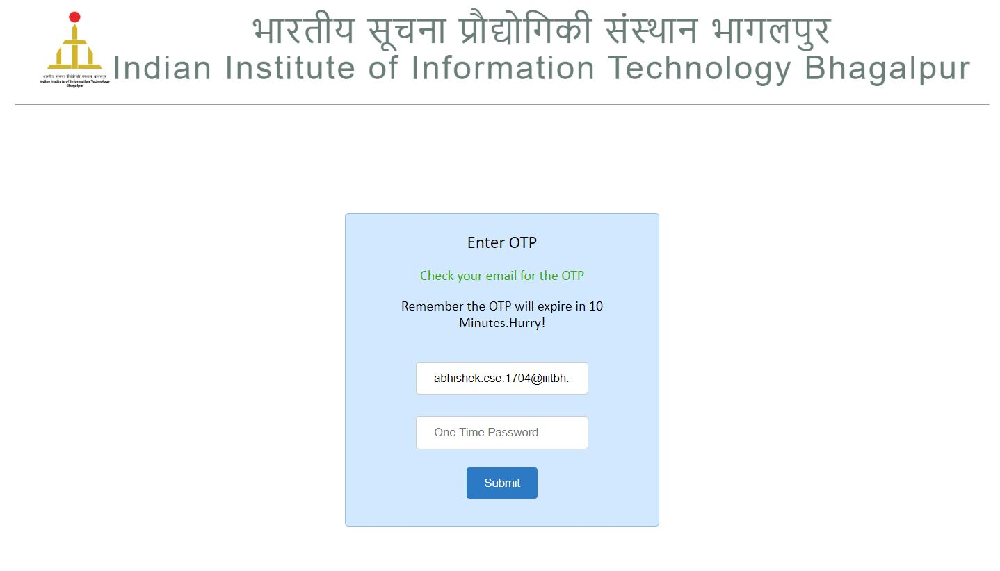 भारतीय सूचना प्रौद्योगिकी संस्थान भागलपुर
Indian Institute of Information Technology Bhagalpur
भारतीय सूचना प्रौद्योगिकी संस्थान भागलपुर
Indian Institute of Information Technology
Bhagalpur
Enter OTP
Check your email for the OTP
Remember the OTP will expire in 10
Minutes.Hurry!
abhishek.cse.1704@iiitbh.
One Time Password
Submit